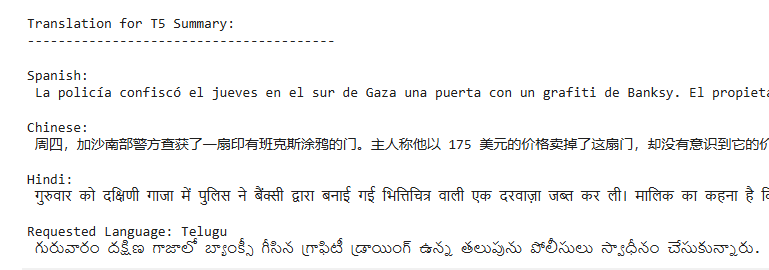 Translation for T5 Summary:
---------------------------------------
Spanish:
La policía confiscó el jueves en el sur de Gaza una puerta con un grafiti de Banksy. El propieta
Chinese:
周四，加沙南部警方查获了一扇印有班克斯涂鸦的门。主人称他以 175 美元的价格卖掉了这扇门，却没有意识到它的价
Hindi:
गुरुवार को दक्षिणी गाजा में पुलिस ने बैंक्सी द्वारा बनाई गई भित्तिचित्र वाली एक दरवाज़ा जब्त कर ली। मालिक का कहना है
Requested Language: Telugu
గురువారం దక్షిణ గాజాలో బ్యాంక్సీ గీసిన గ్రాఫిటీ డ్రాయింగ్ ఉన్న తలుపును పోలీసులు స్వాధీనం చేసుకున్నారు.